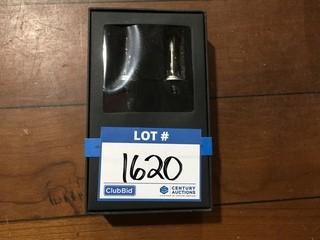 LOT #
1620
ClubBid
CENTURY
AUCTIONS